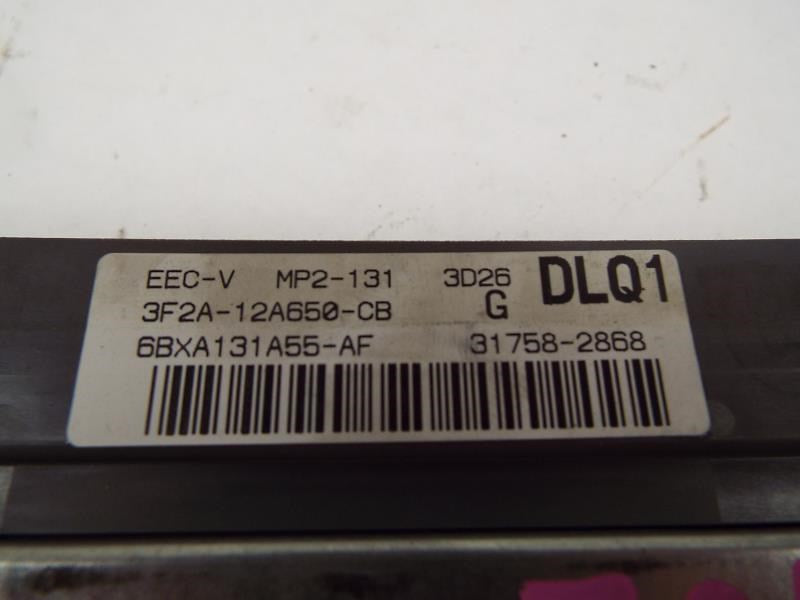 EEC-V MP2-131 3D26 DLQ1
3F2A-12A650-CB G
6BXA131A55-AF 31758-2868